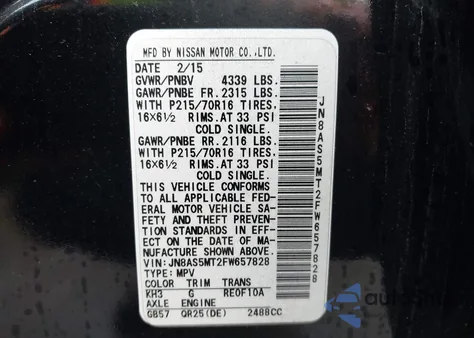 MFD BY NISSAN MOTOR CO.,LTD.
DATE 2/15
GVWR/PNBV 4339 LBS.
GAWR/PNBE FR. 2315 LBS.
WITH P215/70R16 TIRES.
16×6½ RIMS.AT 33 PSI
COLD SINGLE.
GAWR/PNBE RR. 2116 LBS.
WITH P215/70R16 TIRES.
16×6½ RIMS.AT 33 PSI
COLD SINGLE.
THIS VEHICLE CONFORMS
TO ALL APPLICABLE FED-
ERAL MOTOR VEHICLE SA-
FETY AND THEFT PREVEN-
TION STANDARDS IN EFF-
ECT ON THE DATE OF MA-
NUFACTURE SHOWN ABOVE.
VIN:JN8AS5MT2FW657828
TYPE: MPV
COLOR TRIM TRANS
KH3 G RE0F10A
AXLE ENGINE
GB57 QR25(DE) 2488CC
JN8AS5MT2FW657828